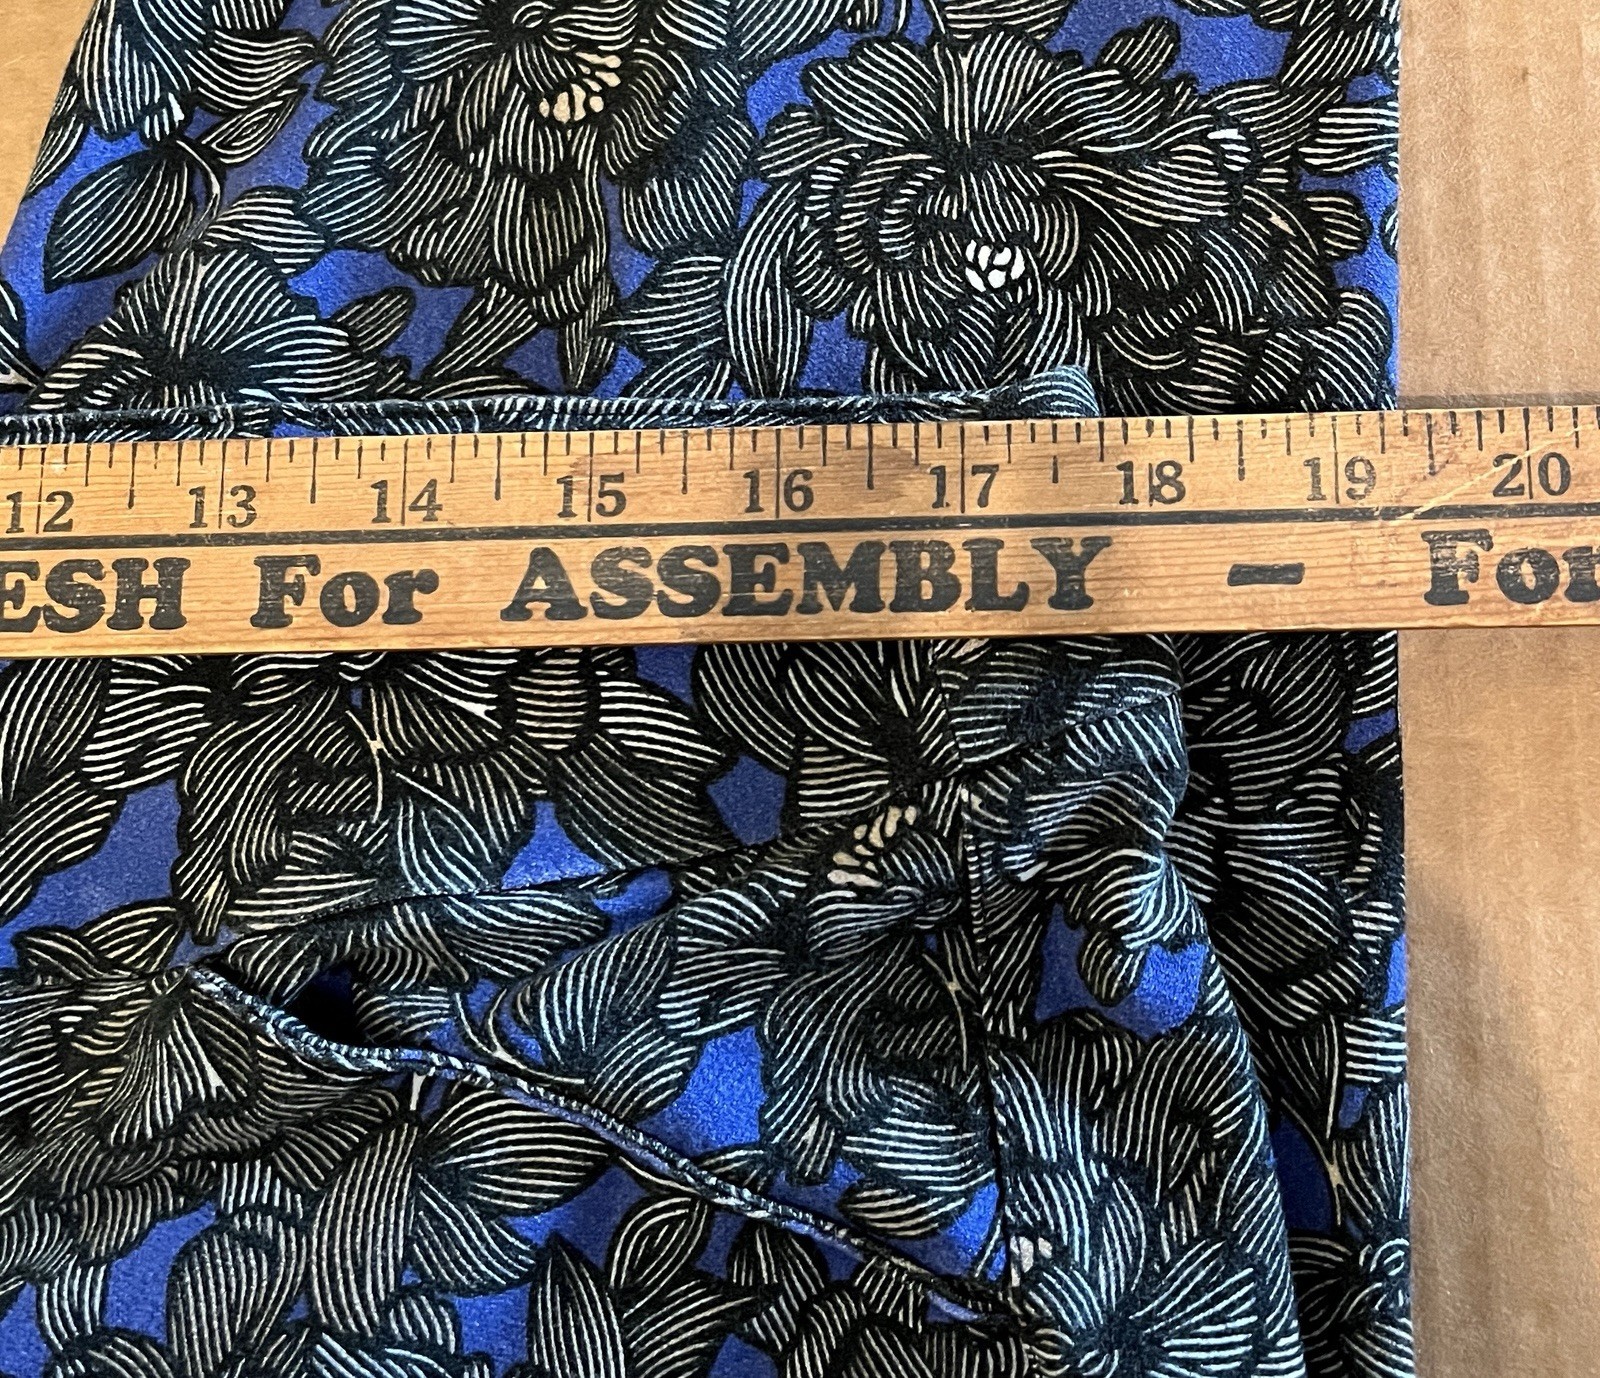 12 13 14 15 16 17 18 19 20
ESH For ASSEMBLY – For